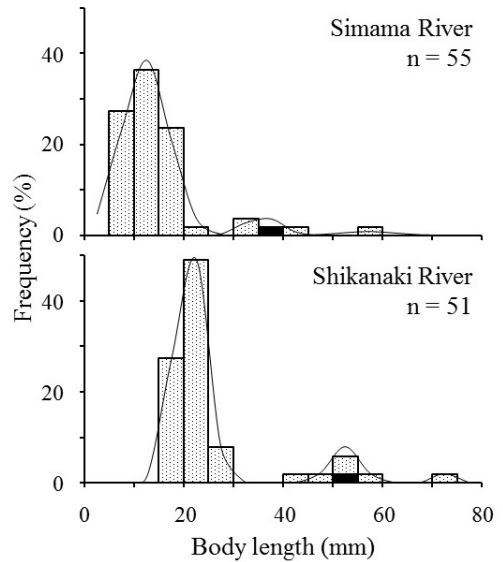 Simama River
n = 55
40
20
0
Frequency (%)
Shikanaki River
n = 51
40
20
0
0 20 40 60 80
Body length (mm)